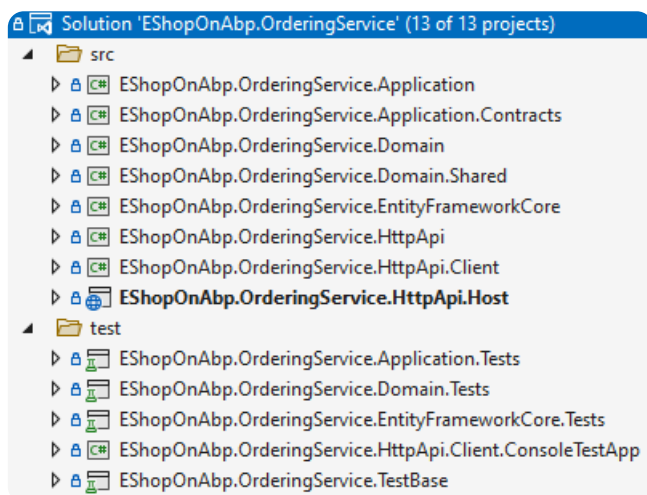 Solution 'EShopOnAbp.OrderingService' (13 of 13 projects)
src
C# EShopOnAbp.OrderingService.Application
C# EShopOnAbp.OrderingService.Application.Contracts
C# EShopOnAbp.OrderingService.Domain
C# EShopOnAbp.OrderingService.Domain.Shared
C# EShopOnAbp.OrderingService.EntityFrameworkCore
C# EShopOnAbp.OrderingService.HttpApi
C# EShopOnAbp.OrderingService.HttpApi.Client
EShopOnAbp.OrderingService.HttpApi.Host
test
EShopOnAbp.OrderingService.Application.Tests
EShopOnAbp.OrderingService.Domain.Tests
EShopOnAbp.OrderingService.EntityFrameworkCore.Tests
C# EShopOnAbp.OrderingService.HttpApi.Client.ConsoleTestApp
EShopOnAbp.OrderingService.TestBase